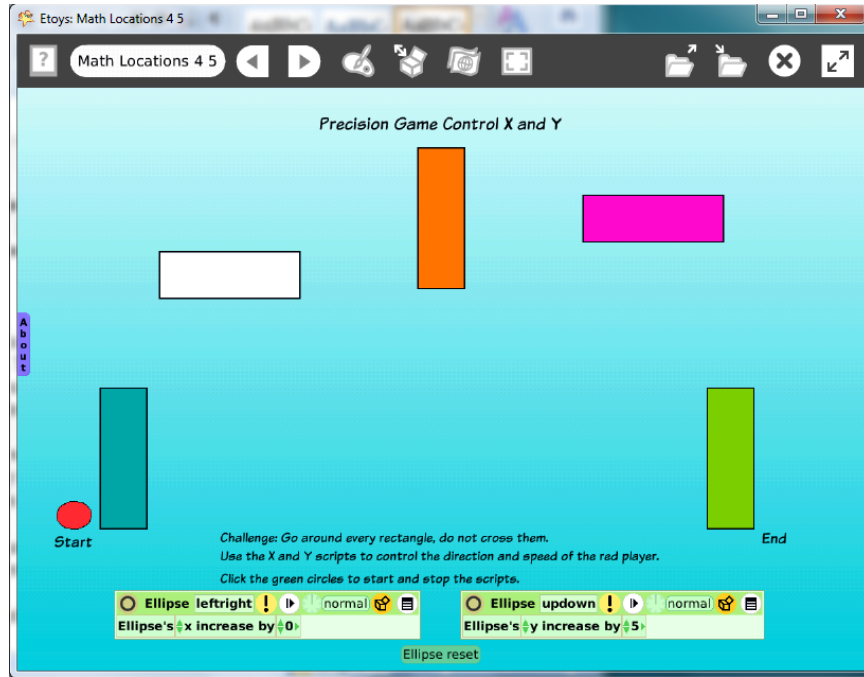 Etoys: Math Locations 4 5
? Math Locations 4 5
Precision Game Control X and Y
About
Start
End
Challenge: Go around every rectangle, do not cross them.
Use the X and Y scripts to control the direction and speed of the red player.
Click the green circles to start and stop the scripts.
Ellipse leftright ! normal
Ellipse's x increase by 0
Ellipse updown ! normal
Ellipse's y increase by 5
Ellipse reset